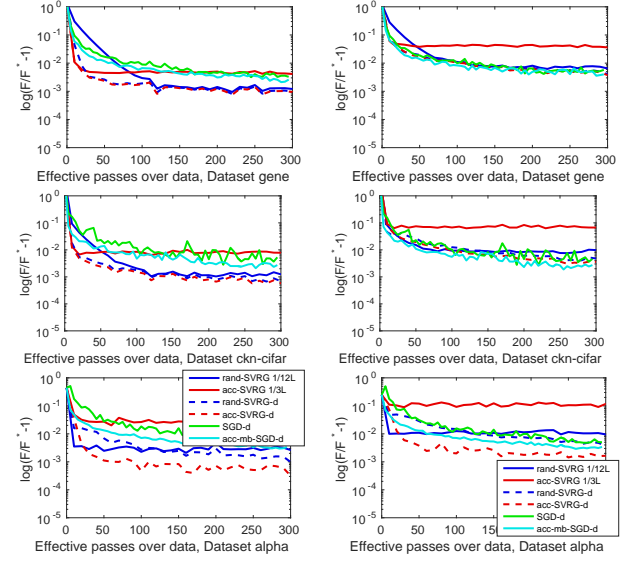 10^0
10^-1
10^-2
10^-3
10^-4
10^-5
log(F/F^* -1)
0 50 100 150 200 250 300
Effective passes over data, Dataset gene
10^0
10^-1
10^-2
10^-3
10^-4
10^-5
log(F/F^* -1)
0 50 100 150 200 250 300
Effective passes over data, Dataset gene
10^0
10^-1
10^-2
10^-3
10^-4
10^-5
log(F/F^* -1)
0 50 100 150 200 250 300
Effective passes over data, Dataset ckn-cifar
10^0
10^-1
10^-2
10^-3
10^-4
10^-5
log(F/F^* -1)
0 50 100 150 200 250 300
Effective passes over data, Dataset ckn-cifar
10^0
10^-1
10^-2
10^-3
10^-4
10^-5
log(F/F^* -1)
rand-SVRG 1/12L
acc-SVRG 1/3L
rand-SVRG-d
acc-SVRG-d
SGD-d
acc-mb-SGD-d
0 50 100 150 200 250 300
Effective passes over data, Dataset alpha
10^0
10^-1
10^-2
10^-3
10^-4
10^-5
log(F/F^* -1)
rand-SVRG 1/12L
acc-SVRG 1/3L
rand-SVRG-d
acc-SVRG-d
SGD-d
acc-mb-SGD-d
0 50 100
Effective passes over data, Dataset alpha